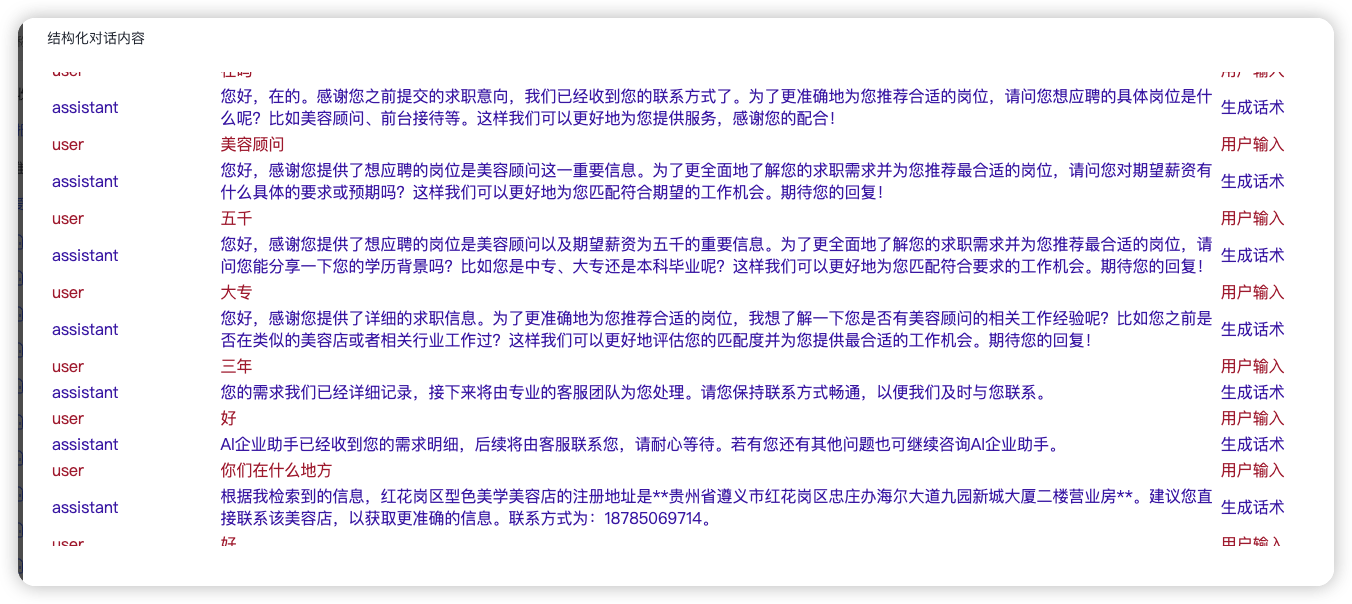 结构化对话内容
user 在吗 用户输入
assistant 您好，在的。感谢您之前提交的求职意向，我们已经收到您的联系方式了。为了更准确地为您推荐合适的岗位，请问您想应聘的具体岗位是什 生成话术
么呢？比如美容顾问、前台接待等。这样我们可以更好地为您提供服务，感谢您的配合！
user 美容顾问 用户输入
assistant 您好，感谢您提供了想应聘的岗位是美容顾问这一重要信息。为了更全面地了解您的求职需求并为您推荐最合适的岗位，请问您对期望薪资有 生成话术
什么具体的要求或预期吗？这样我们可以更好地为您匹配符合期望的工作机会。期待您的回复！
user 五千 用户输入
assistant 您好，感谢您提供了想应聘的岗位是美容顾问以及期望薪资为五千的重要信息。为了更全面地了解您的求职需求并为您推荐最合适的岗位，请 生成话术
问您能分享一下您的学历背景吗？比如您是中专、大专还是本科毕业呢？这样我们可以更好地为您匹配符合要求的工作机会。期待您的回复！
user 大专 用户输入
assistant 您好，感谢您提供了详细的求职信息。为了更准确地为您推荐合适的岗位，我想了解一下您是否有美容顾问的相关工作经验呢？比如您之前是 生成话术
否在类似的美容店或者相关行业工作过？这样我们可以更好地评估您的匹配度并为您提供最合适的工作机会。期待您的回复！
user 三年 用户输入
assistant 您的需求我们已经详细记录，接下来将由专业的客服团队为您处理。请您保持联系方式畅通，以便我们及时与您联系。 生成话术
user 好 用户输入
assistant AI企业助手已经收到您的需求明细，后续将由客服联系您，请耐心等待。若有您还有其他问题也可继续咨询AI企业助手。 生成话术
user 你们在什么地方 用户输入
assistant 根据我检索到的信息，红花岗区型色美学美容店的注册地址是**贵州省遵义市红花岗区忠庄办海尔大道九园新城大厦二楼营业房**。建议您直 生成话术
接联系该美容店，以获取更准确的信息。联系方式为：18785069714。
user 好 用户输入